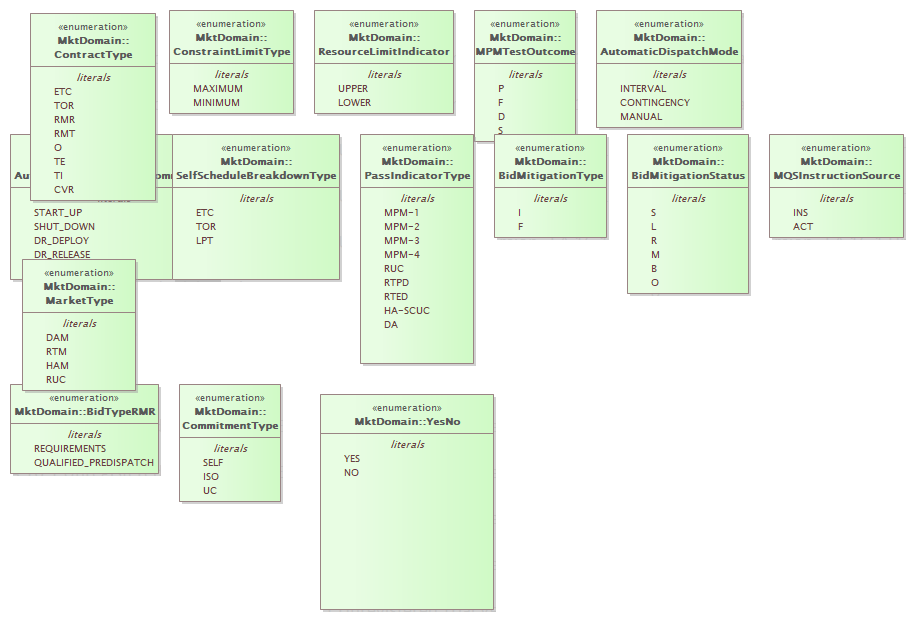 «enumeration»
MktDomain::
ContractType
literals
ETC
TOR
RMR
RMT
O
TE
TI
CVR
«enumeration»
MktDomain::
ConstraintLimitType
literals
MAXIMUM
MINIMUM
«enumeration»
MktDomain::
ResourceLimitIndicator
literals
UPPER
LOWER
«enumeration»
MktDomain::
MPMTestOutcome
literals
P
F
D
S
«enumeration»
MktDomain::
AutomaticDispatchMode
literals
INTERVAL
CONTINGENCY
MANUAL
START_UP
SHUT_DOWN
DR_DEPLOY
DR_RELEASE
«enumeration»
MktDomain::
SelfScheduleBreakdownType
literals
ETC
TOR
LPT
«enumeration»
MktDomain::
PassIndicatorType
literals
MPM-1
MPM-2
MPM-3
MPM-4
RUC
RTPD
RTED
HA-SCUC
DA
«enumeration»
MktDomain::
BidMitigationType
literals
I
F
«enumeration»
MktDomain::
BidMitigationStatus
literals
S
L
R
M
B
O
«enumeration»
MktDomain::
MQSInstructionSource
literals
INS
ACT
«enumeration»
MktDomain::
MarketType
literals
DAM
RTM
HAM
RUC
«enumeration»
MktDomain::BidTypeRMR
literals
REQUIREMENTS
QUALIFIED_PREDISPATCH
«enumeration»
MktDomain::
CommitmentType
literals
SELF
ISO
UC
«enumeration»
MktDomain::YesNo
literals
YES
NO